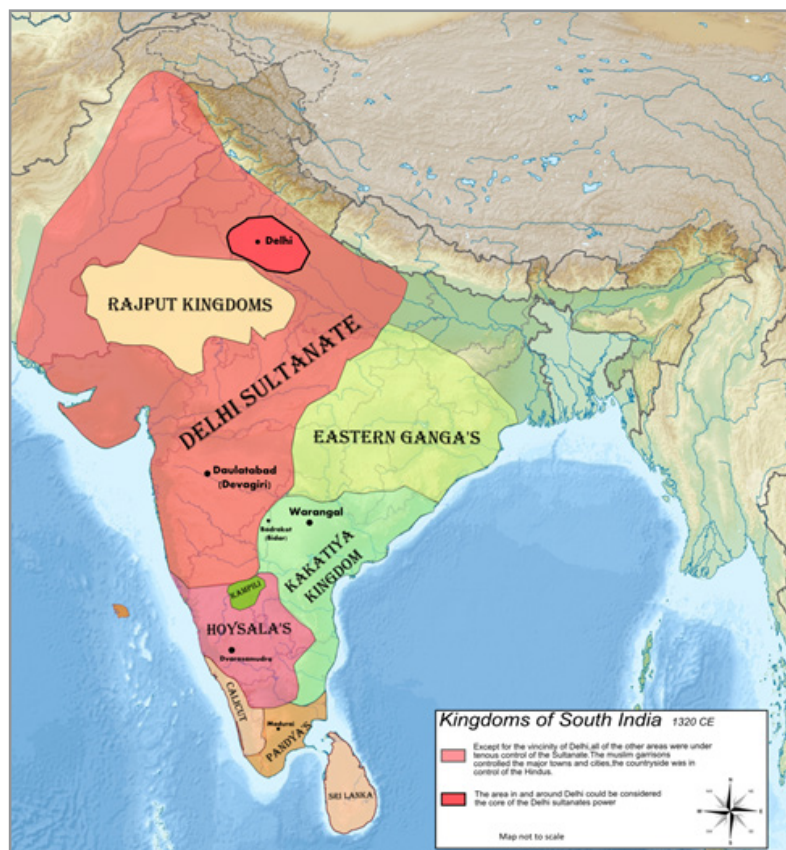 Delhi
RAJPUT KINGDOMS
DELHI SULTANATE
EASTERN GANGA'S
Daulatabad
(Devagiri)
Warangal
Badrakot
(Bidar)
KAKATIYA
KINGDOM
KAMPILI
HOYSALA'S
Dvarasamudra
CALICUT
Madurai
PANDYA'S
SRI LANKA
Kingdoms of South India 1320 CE
Except for the vincinity of Delhi,all of the other areas were under
tenous control of the Sultanate.The muslim garrisons
controlled the major towns and cities,the countryside was in
control of the Hindus.
The area in and around Delhi could be considered
the core of the Delhi sultanates power
N
W
E
S
Map not to scale